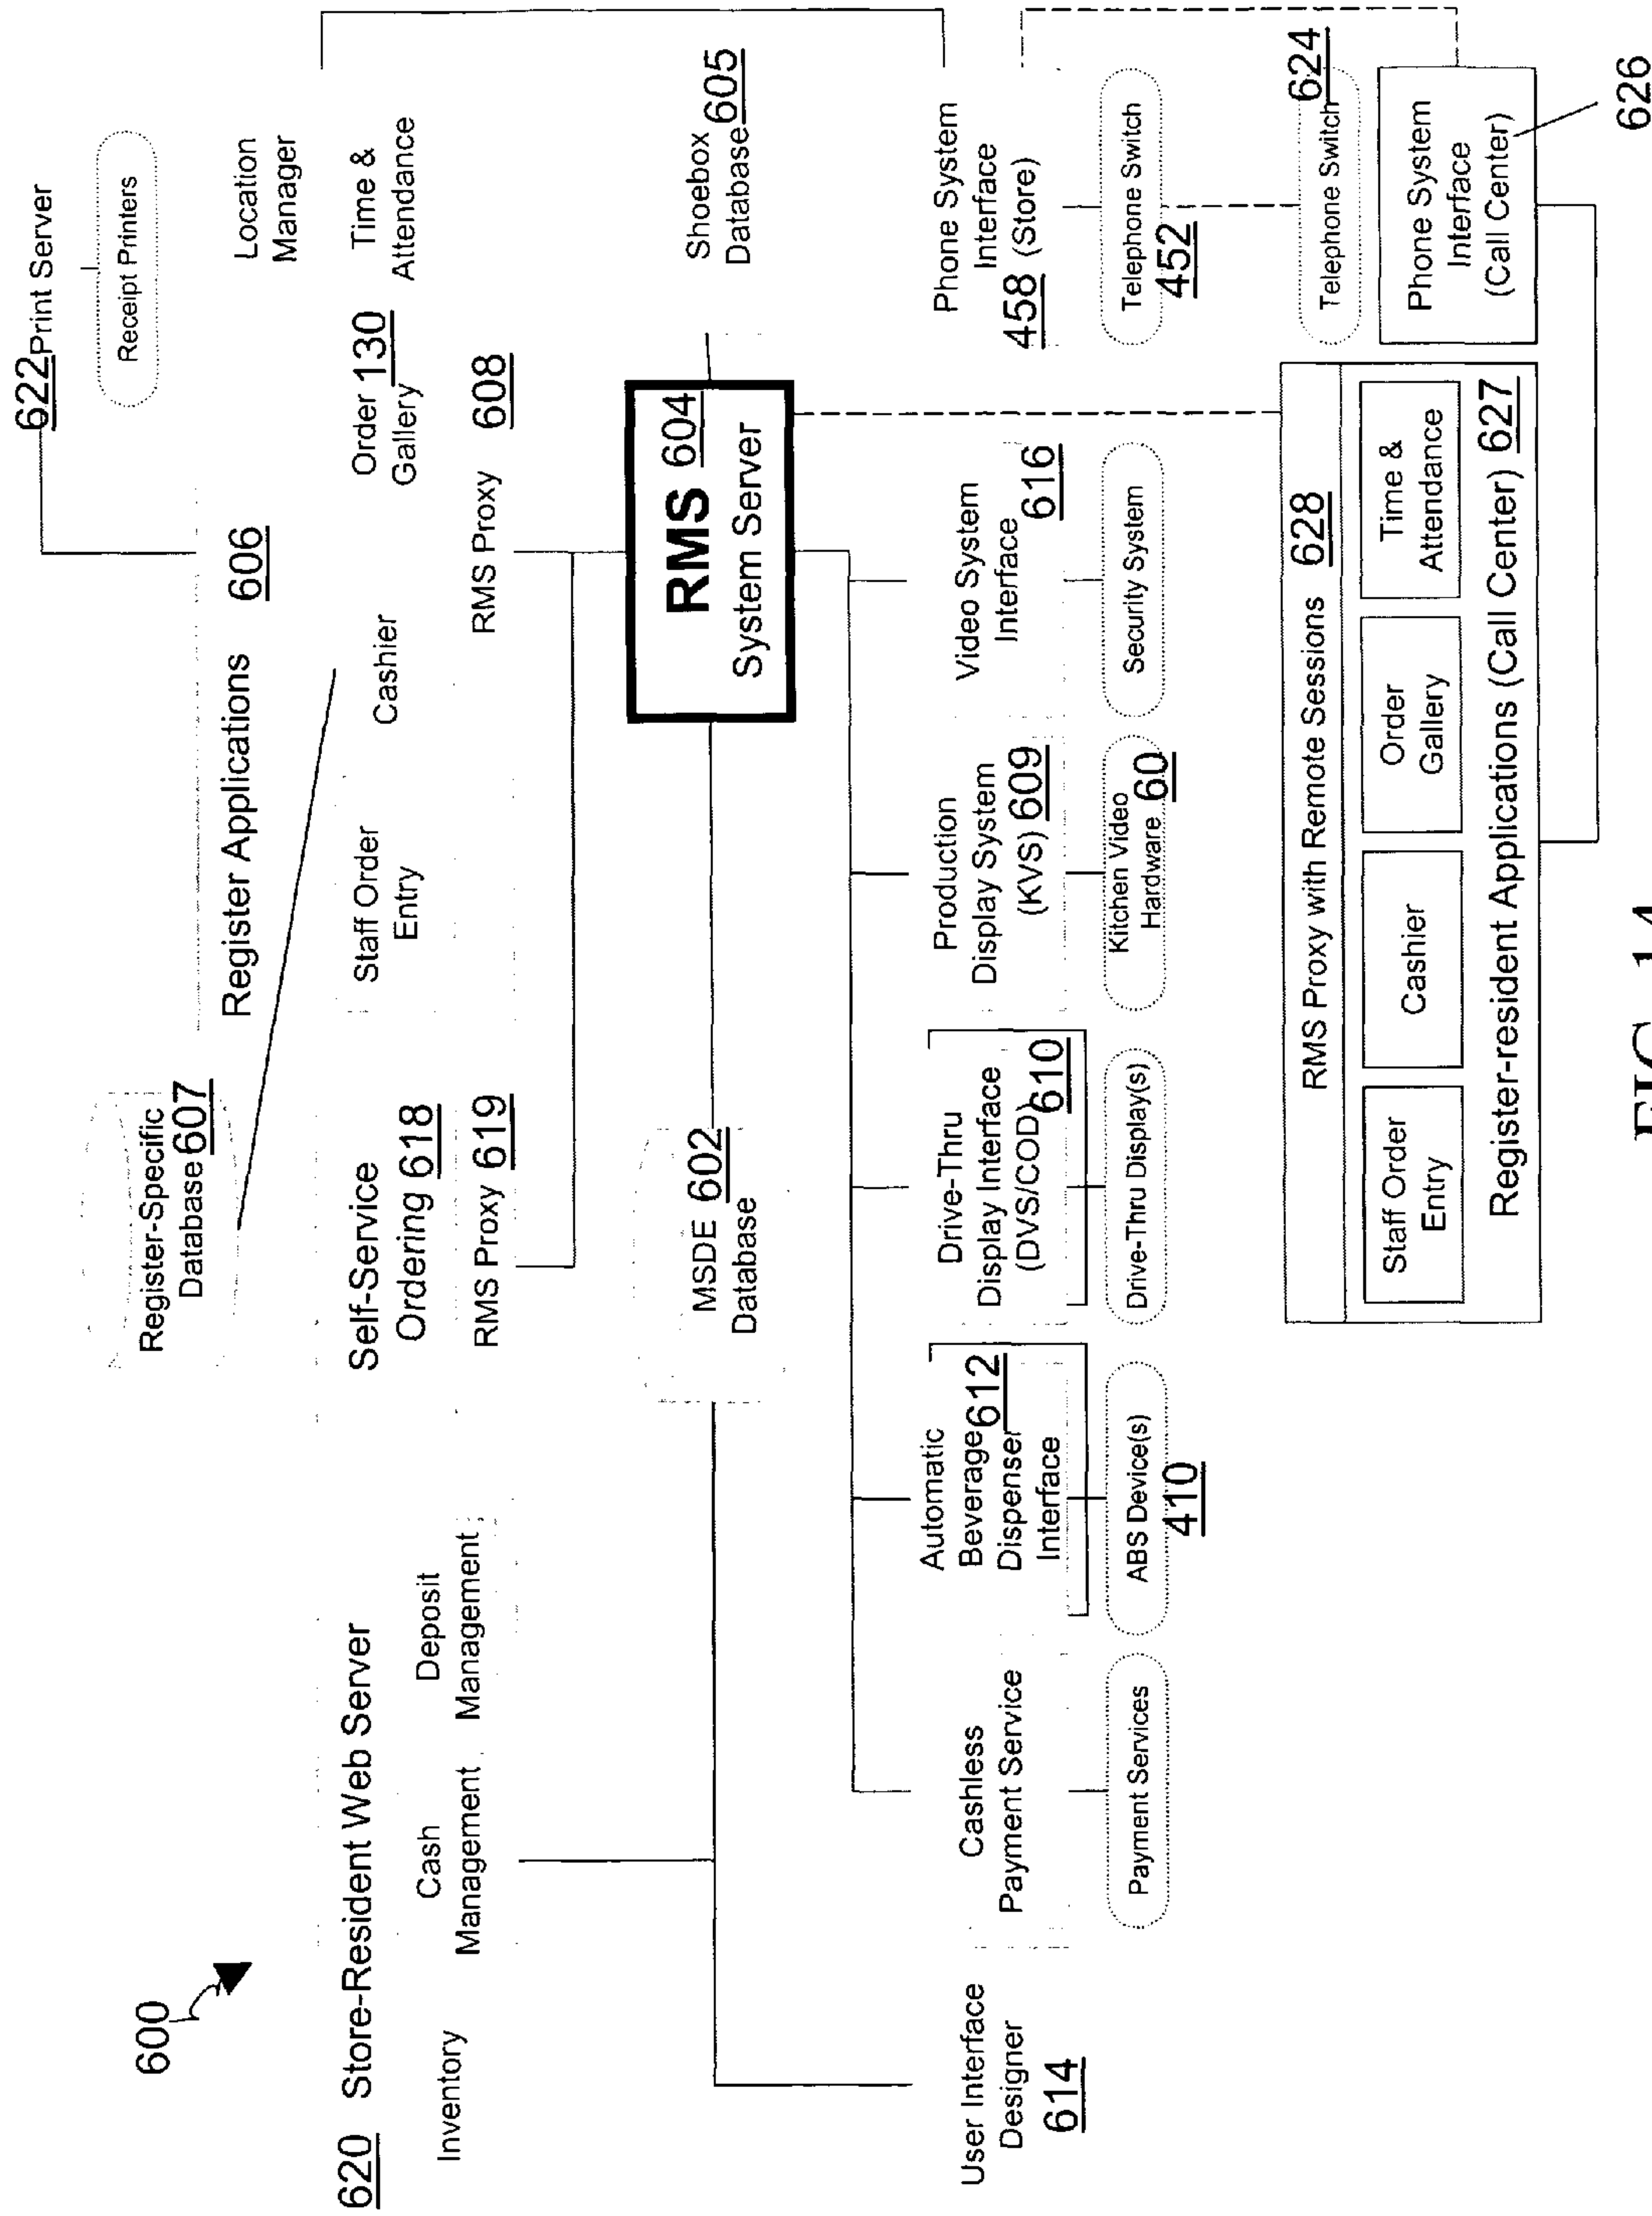 600
622 Print Server
Receipt Printers
Register-Specific
Database 607
Register Applications 606
Location
Manager
620 Store-Resident Web Server
Inventory
Cash
Management
Deposit
Management
Self-Service
Ordering 618
RMS Proxy 619
Staff Order
Entry
Cashier
Order 130
Gallery
Time &
Attendance
RMS Proxy 608
MSDE 602
Database
RMS 604
System Server
Shoebox
Database 605
User Interface
Designer
614
Cashless
Payment Service
Payment Services
Automatic
Beverage 612
Dispenser
Interface
ABS Device(s)
410
Drive-Thru
Display Interface
(DVS/COD) 610
Drive-Thru Display(s)
Production
Display System
(KVS) 609
Kitchen Video
Hardware 60
Video System
Interface
616
Security System
Phone System
Interface
458 (Store)
Telephone Switch
452
RMS Proxy with Remote Sessions 628
Staff Order
Entry
Cashier
Order
Gallery
Time &
Attendance
Register-resident Applications (Call Center) 627
624
Telephone Switch
Phone System
Interface
(Call Center)
626
FIG. 14